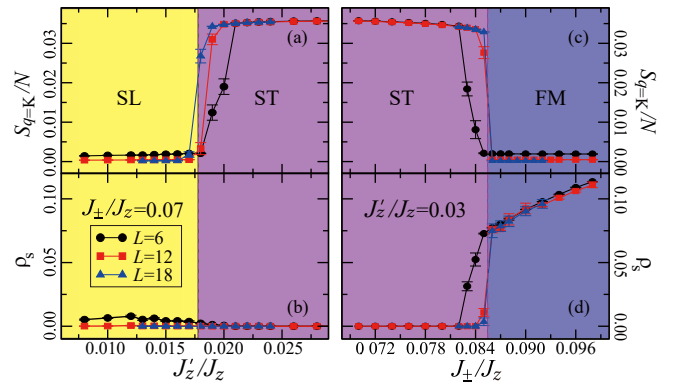 0.03
0.02
0.01
0.00
S_{q=K}/N
SL
ST
(a)
ST
FM
(c)
0.03
0.02
0.01
0.00
S_{q=K}/N
0.10
0.05
0.00
ρ_s
J_±/J_z=0.07
L=6
L=12
L=18
(b)
J_z'/J_z=0.03
(d)
0.10
0.05
0.00
ρ_s
0.010
0.015
0.020
0.025
J_z'/J_z
0.072
0.078
0.084
0.090
0.096
J_±/J_z